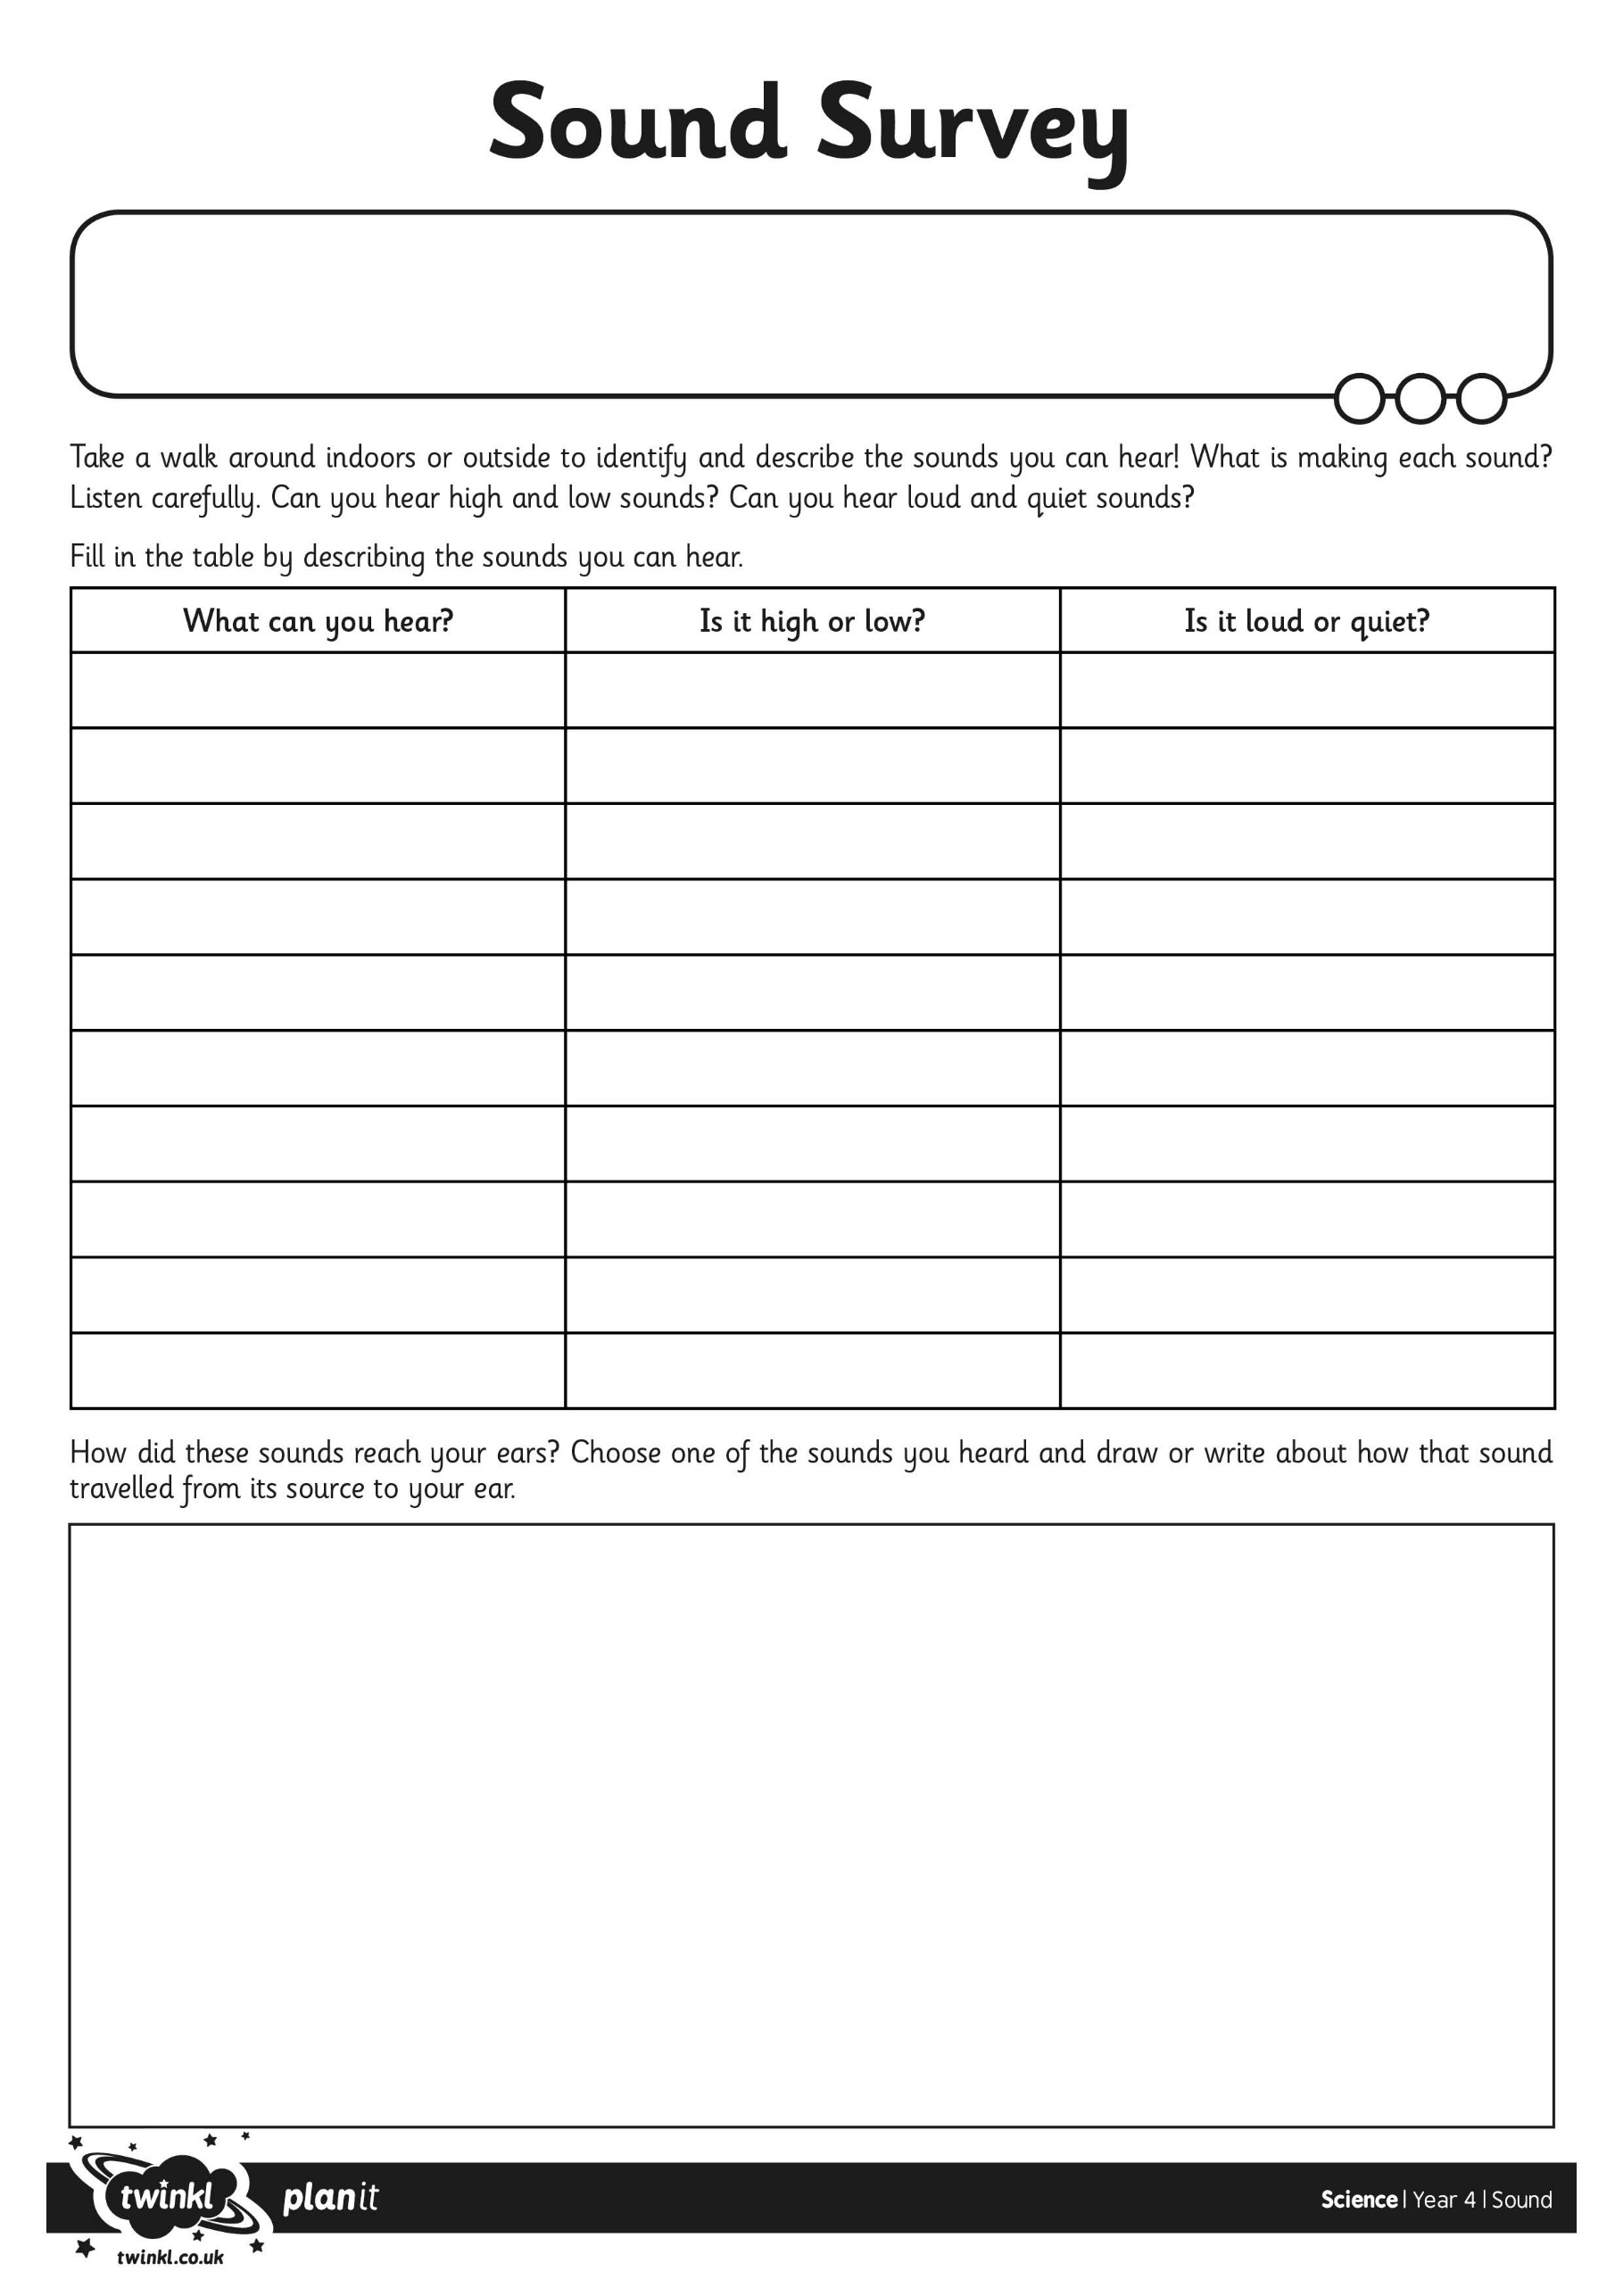 Sound Survey
Take a walk around indoors or outside to identify and describe the sounds you can hear! What is making each sound?
Listen carefully. Can you hear high and low sounds? Can you hear loud and quiet sounds?
Fill in the table by describing the sounds you can hear.
What can you hear?
Is it high or low?
Is it loud or quiet?
How did these sounds reach your ears? Choose one of the sounds you heard and draw or write about how that sound
travelled from its source to your ear.
twinkl
planit
twinkl.co.uk
Science | Year 4 | Sound